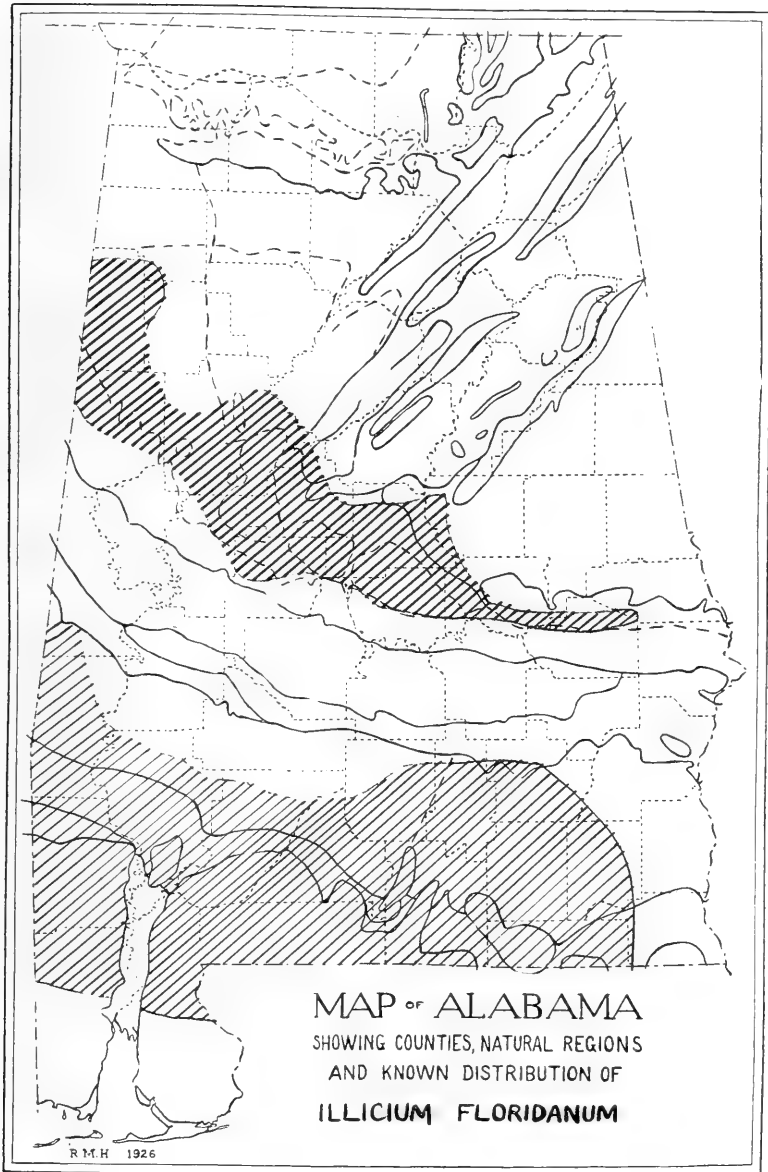 MAP OF ALABAMA
SHOWING COUNTIES, NATURAL REGIONS
AND KNOWN DISTRIBUTION OF
ILLICIUM FLORIDANUM
R.M.H 1926